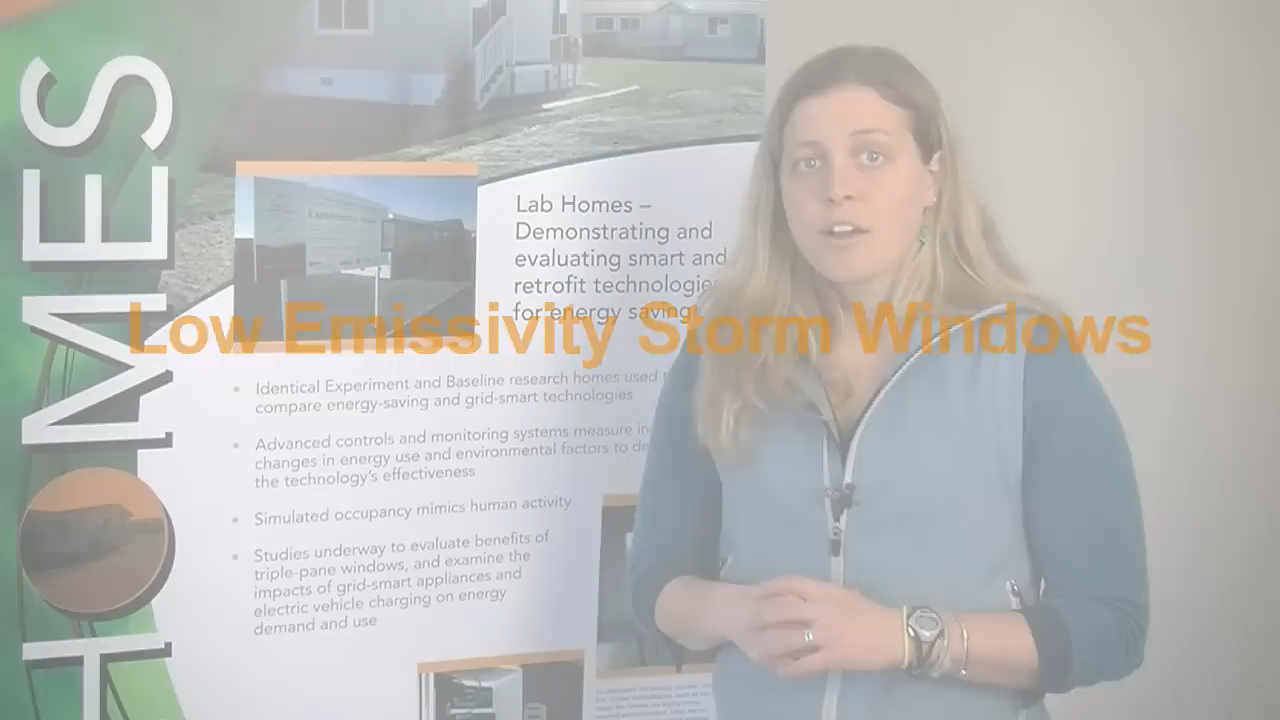 HOMES
Lab Homes –
Demonstrating and
evaluating smart and
retrofit technologies
for energy savings
Low Emissivity Storm Windows
Identical Experiment and Baseline research homes used
compare energy-saving and grid-smart technologies
Advanced controls and monitoring systems measure
changes in energy use and environmental factors to
the technology's effectiveness
Simulated occupancy mimics human activity
Studies underway to evaluate benefits of
triple-pane windows, and examine the
impacts of grid-smart appliances and
electric vehicle charging on energy
demand and use